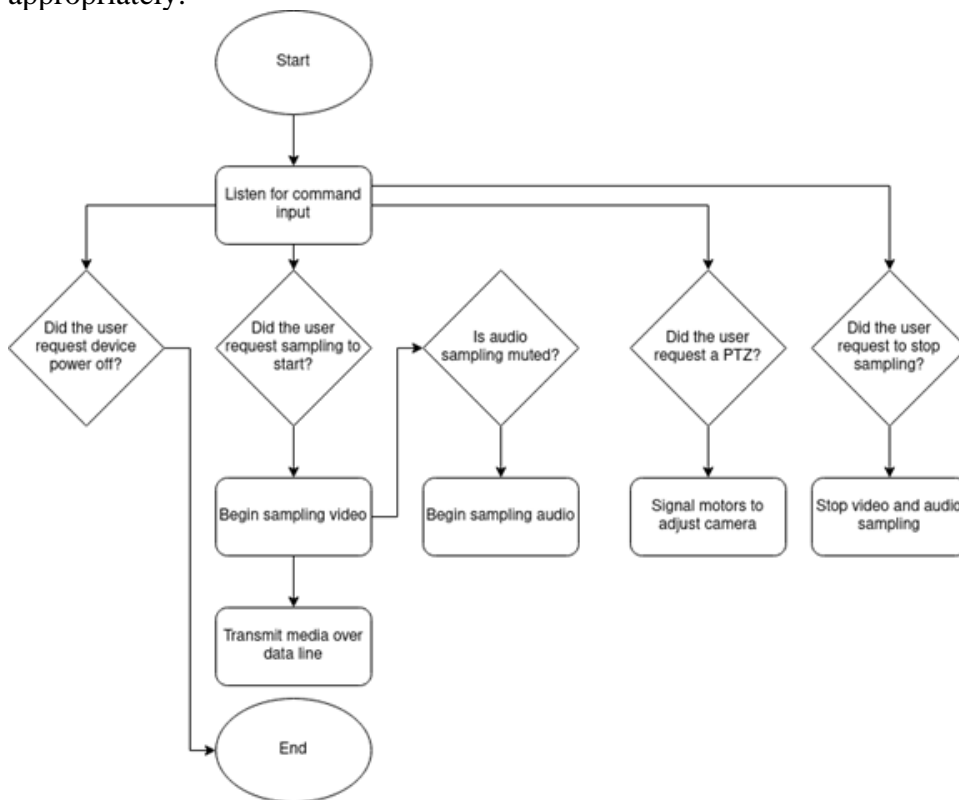 appropriately.
Start
Listen for command
input
Did the user
request device
power off?
Did the user
request sampling to
start?
Is audio
sampling muted?
Did the user
request a PTZ?
Did the user
request to stop
sampling?
Begin sampling video
Begin sampling audio
Signal motors to
adjust camera
Stop video and audio
sampling
Transmit media over
data line
End